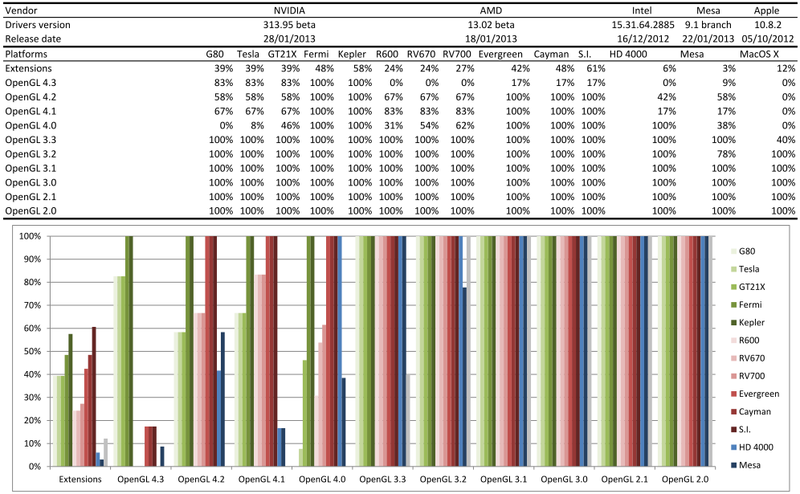 Vendor NVIDIA AMD Intel Mesa Apple
Drivers version 313.95 beta 13.02 beta 15.31.64.2885 9.1 branch 10.8.2
Release date 28/01/2013 18/01/2013 16/12/2012 22/01/2013 05/10/2012
Platforms G80 Tesla GT21X Fermi Kepler R600 RV670 RV700 Evergreen Cayman S.I. HD 4000 Mesa MacOS X
Extensions 39% 39% 39% 48% 58% 24% 24% 27% 42% 48% 61% 6% 3% 12%
OpenGL 4.3 83% 83% 83% 100% 100% 0% 0% 0% 17% 17% 17% 0% 9% 0%
OpenGL 4.2 58% 58% 58% 100% 100% 67% 67% 67% 100% 100% 100% 42% 58% 0%
OpenGL 4.1 67% 67% 67% 100% 100% 83% 83% 83% 100% 100% 100% 17% 17% 0%
OpenGL 4.0 0% 8% 46% 100% 100% 31% 54% 62% 100% 100% 100% 100% 38% 0%
OpenGL 3.3 100% 100% 100% 100% 100% 100% 100% 100% 100% 100% 100% 100% 100% 40%
OpenGL 3.2 100% 100% 100% 100% 100% 100% 100% 100% 100% 100% 100% 100% 78% 100%
OpenGL 3.1 100% 100% 100% 100% 100% 100% 100% 100% 100% 100% 100% 100% 100% 100%
OpenGL 3.0 100% 100% 100% 100% 100% 100% 100% 100% 100% 100% 100% 100% 100% 100%
OpenGL 2.1 100% 100% 100% 100% 100% 100% 100% 100% 100% 100% 100% 100% 100% 100%
OpenGL 2.0 100% 100% 100% 100% 100% 100% 100% 100% 100% 100% 100% 100% 100% 100%
100%
90%
80%
70%
60%
50%
40%
30%
20%
10%
0%
Extensions OpenGL 4.3 OpenGL 4.2 OpenGL 4.1 OpenGL 4.0 OpenGL 3.3 OpenGL 3.2 OpenGL 3.1 OpenGL 3.0 OpenGL 2.1 OpenGL 2.0
G80
Tesla
GT21X
Fermi
Kepler
R600
RV670
RV700
Evergreen
Cayman
S.I.
HD 4000
Mesa